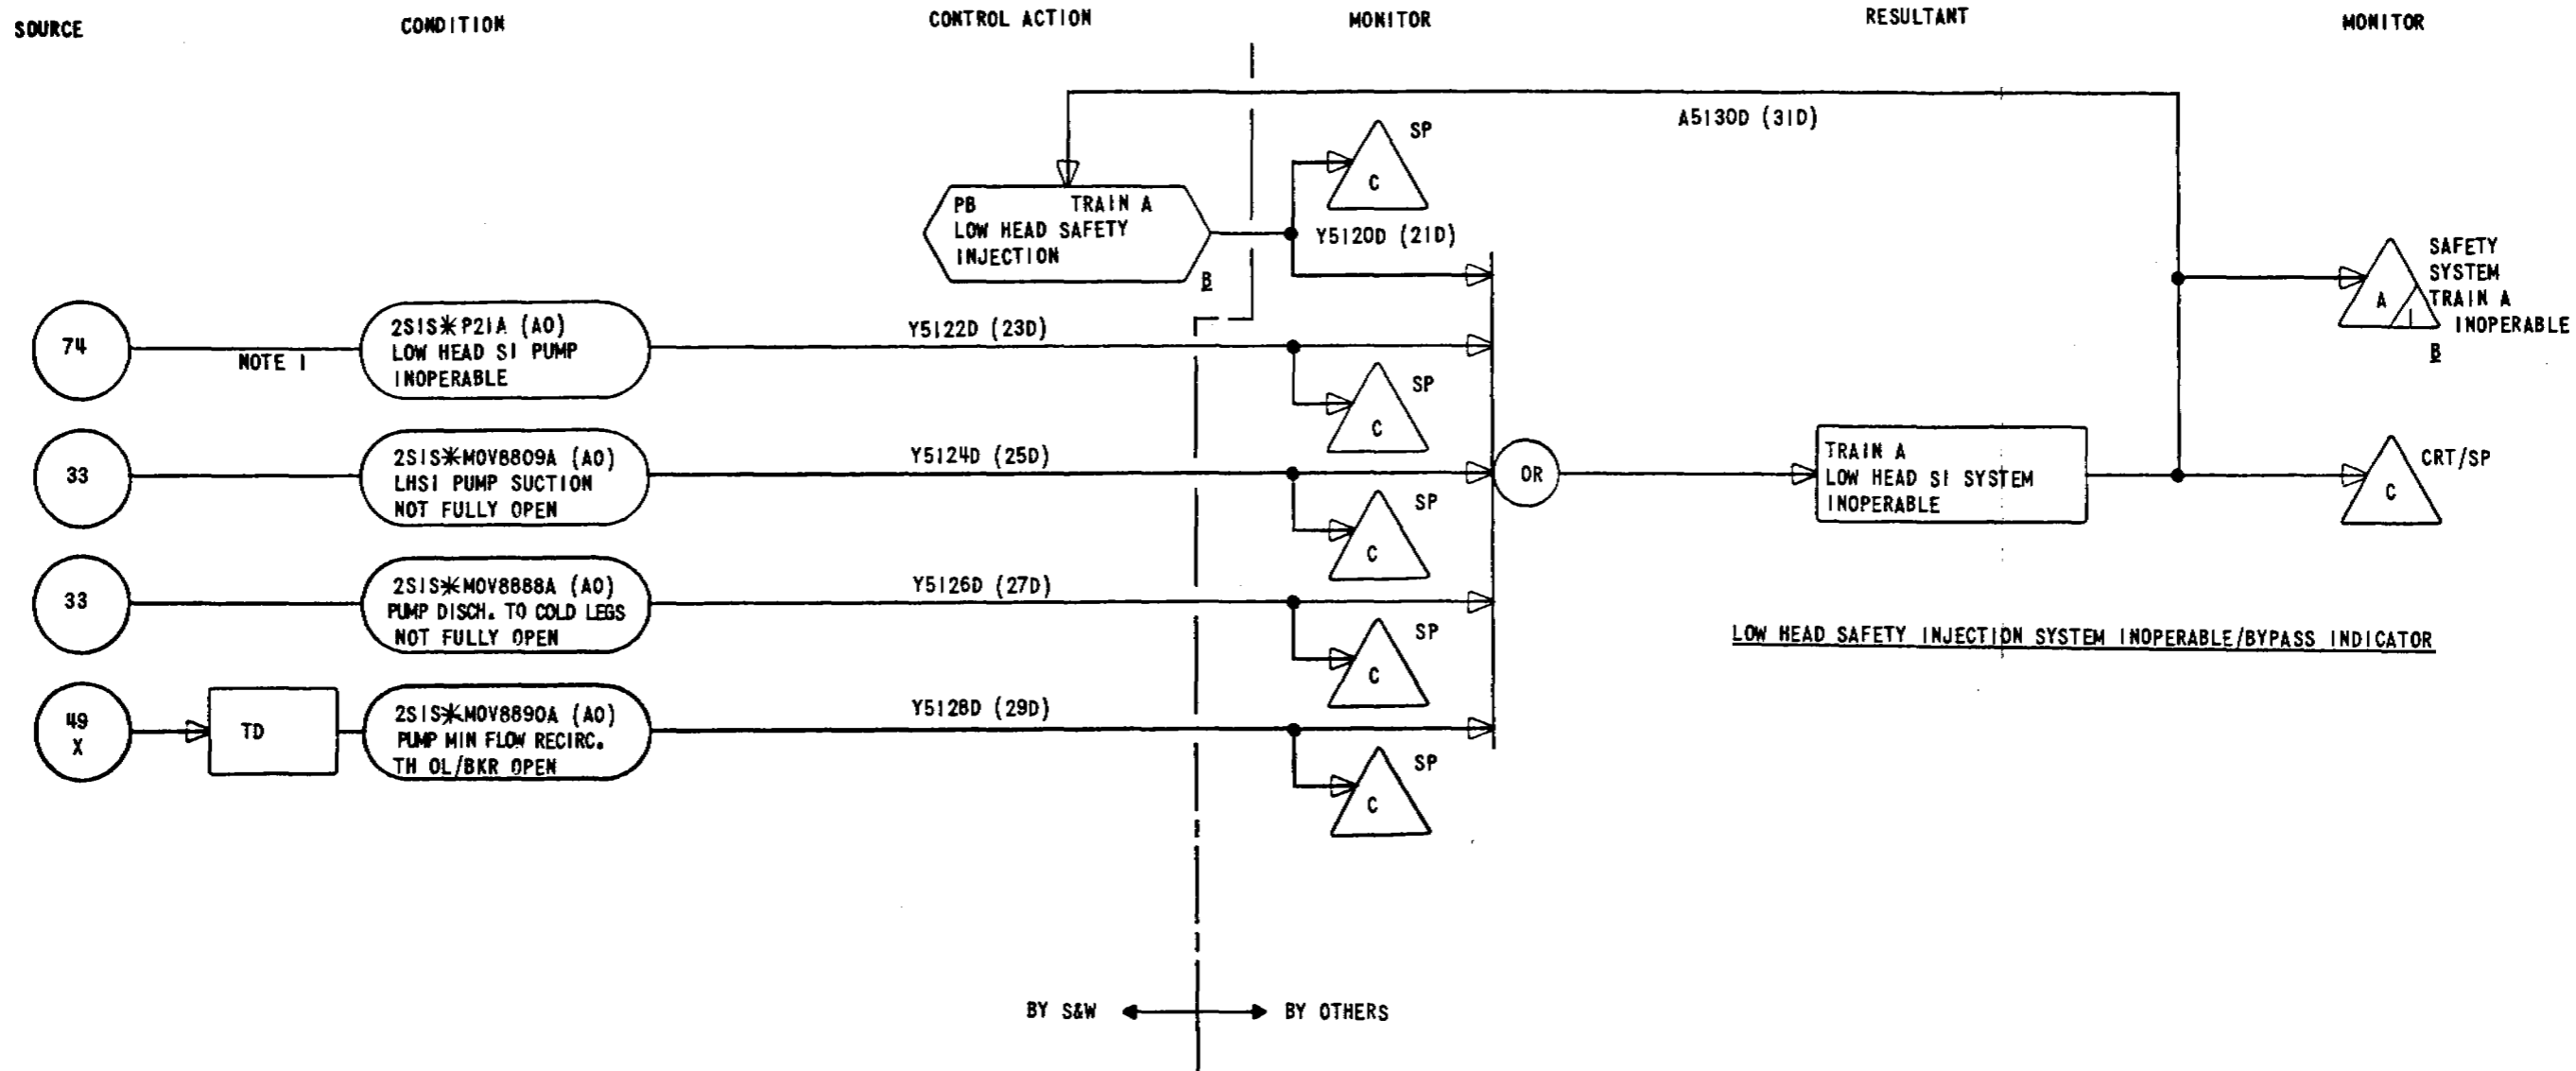 SOURCE
CONDITION
CONTROL ACTION
MONITOR
RESULTANT
MONITOR
A5130D (31D)
SP
C
PB TRAIN A
LOW HEAD SAFETY
INJECTION
B
Y5120D (21D)
SAFETY
SYSTEM
TRAIN A
INOPERABLE
A
1
B
74
NOTE 1
2SIS*P21A (AO)
LOW HEAD SI PUMP
INOPERABLE
Y5122D (23D)
SP
C
33
2SIS*MOV8809A (AO)
LHSI PUMP SUCTION
NOT FULLY OPEN
Y5124D (25D)
SP
C
OR
TRAIN A
LOW HEAD SI SYSTEM
INOPERABLE
CRT/SP
C
33
2SIS*MOV8888A (AO)
PUMP DISCH. TO COLD LEGS
NOT FULLY OPEN
Y5126D (27D)
SP
C
LOW HEAD SAFETY INJECTION SYSTEM INOPERABLE/BYPASS INDICATOR
49
X
TD
2SIS*MOV8890A (AO)
PUMP MIN FLOW RECIRC.
TH OL/BKR OPEN
Y5128D (29D)
SP
C
BY S&W
BY OTHERS